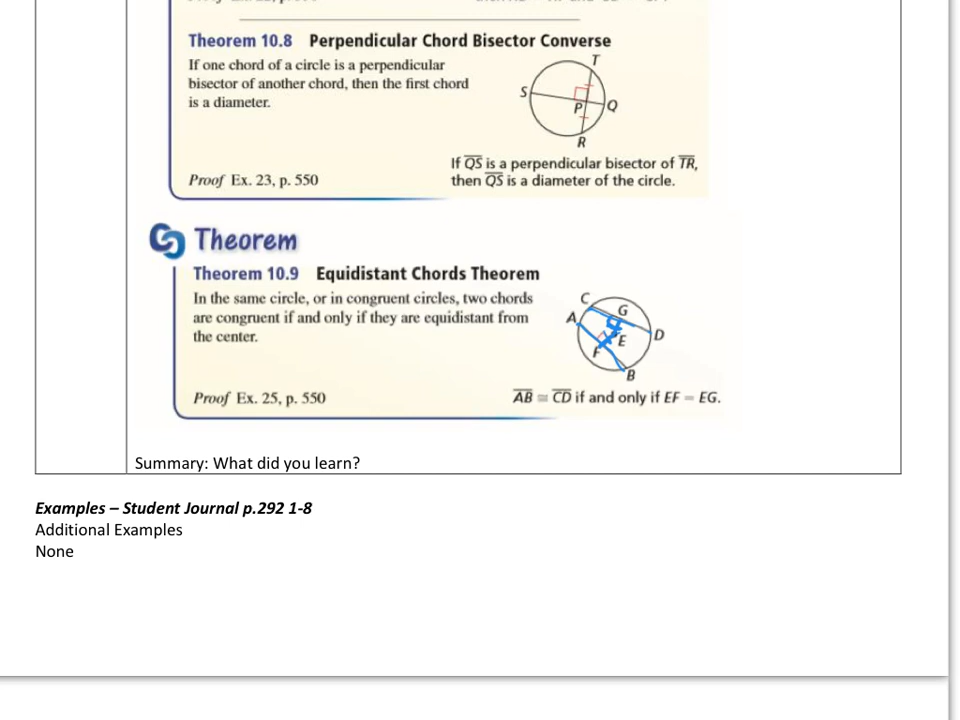 Theorem 10.8 Perpendicular Chord Bisector Converse
If one chord of a circle is a perpendicular
bisector of another chord, then the first chord
is a diameter.
T
S
P
Q
R
If QS is a perpendicular bisector of TR,
then QS is a diameter of the circle.
Proof Ex. 23, p. 550
Theorem
Theorem 10.9 Equidistant Chords Theorem
In the same circle, or in congruent circles, two chords
are congruent if and only if they are equidistant from
the center.
C
G
A
D
E
F
B
Proof Ex. 25, p. 550
AB ≅ CD if and only if EF = EG.
Summary: What did you learn?
Examples – Student Journal p.292 1-8
Additional Examples
None